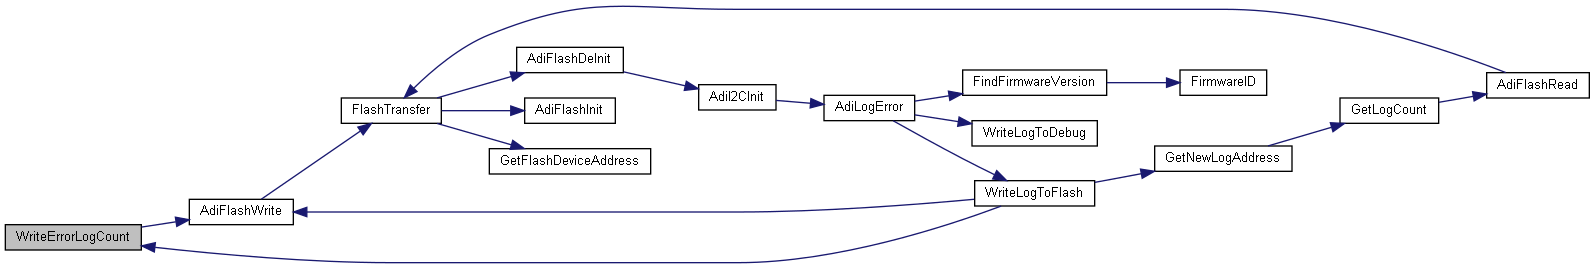 WriteErrorLogCount
AdiFlashWrite
FlashTransfer
AdiFlashDeInit
AdiFlashInit
GetFlashDeviceAddress
AdiI2CInit
AdiLogError
FindFirmwareVersion
WriteLogToDebug
WriteLogToFlash
FirmwareID
GetNewLogAddress
GetLogCount
AdiFlashRead